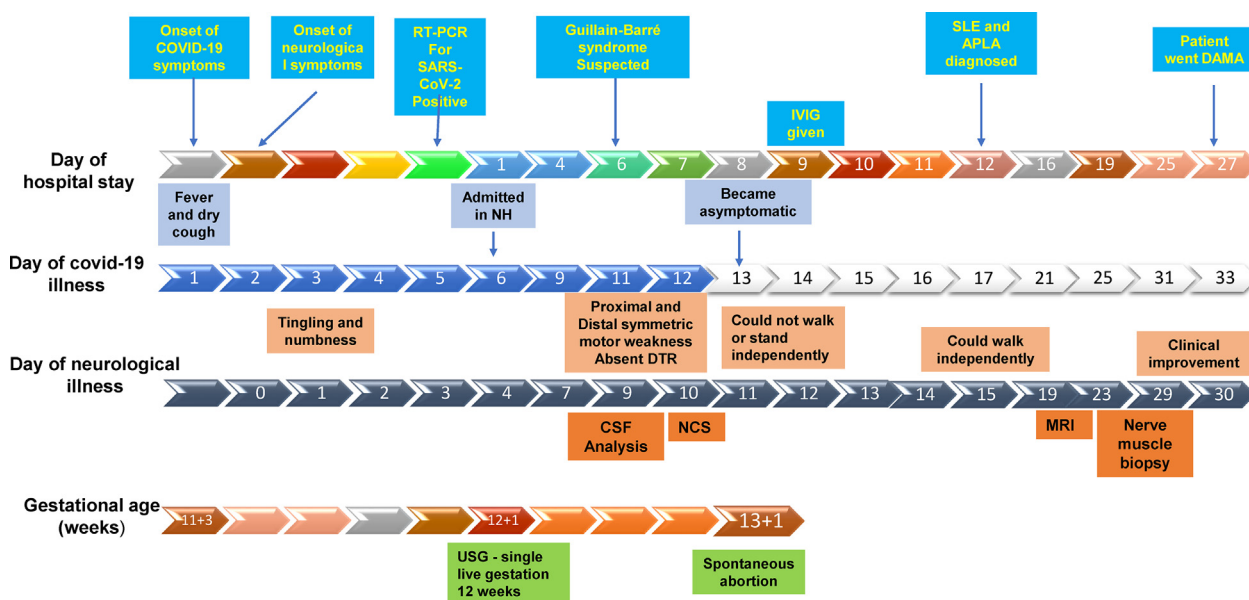 Onset of
COVID-19
symptoms
Onset of
neurologica
l symptoms
RT-PCR
For
SARS-
CoV-2
Positive
Guillain-Barré
syndrome
Suspected
IVIG
given
SLE and
APLA
diagnosed
Patient
went DAMA
Day of
hospital stay
1 4 6 7 8 9 10 11 12 16 19 25 27
Fever
and dry
cough
Admitted
in NH
Became
asymptomatic
Day of covid-19
illness
1 2 3 4 5 6 9 11 12 13 14 15 16 17 21 25 31 33
Tingling and
numbness
Proximal and
Distal symmetric
motor weakness
Absent DTR
Could not walk
or stand
independently
Could walk
independently
Clinical
improvement
Day of neurological
illness
0 1 2 3 4 7 9 10 11 12 13 14 15 19 23 29 30
CSF
Analysis
NCS
MRI
Nerve
muscle
biopsy
Gestational age
(weeks)
11+3 12+1 13+1
USG - single
live gestation
12 weeks
Spontaneous
abortion